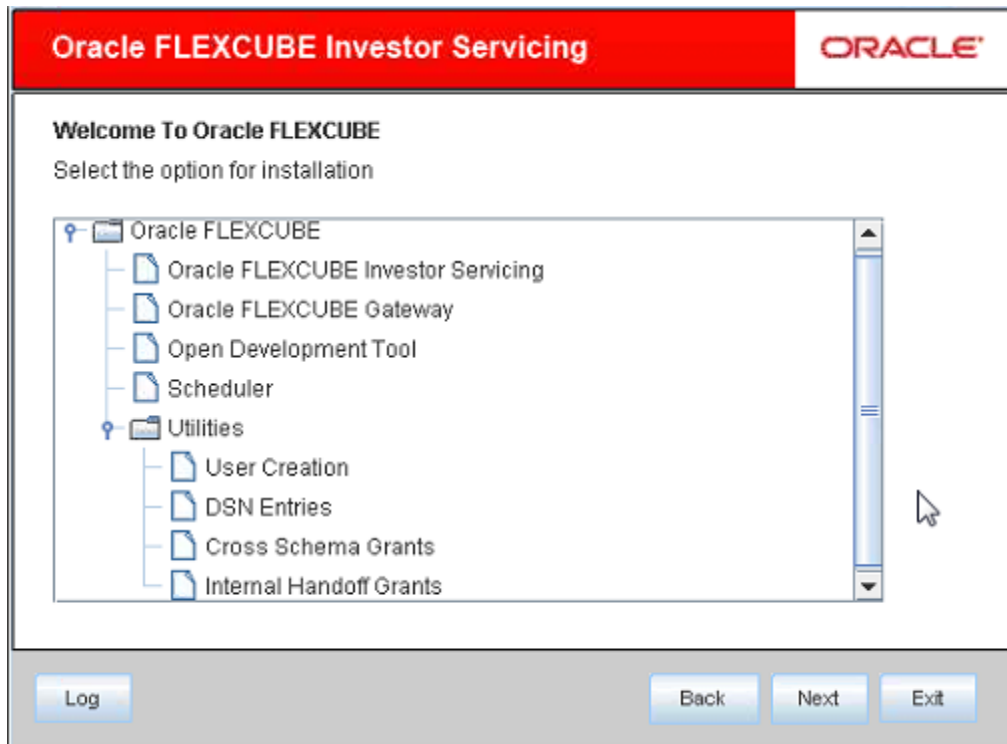 Oracle FLEXCUBE Investor Servicing
ORACLE
Welcome To Oracle FLEXCUBE
Select the option for installation
Oracle FLEXCUBE
Oracle FLEXCUBE Investor Servicing
Oracle FLEXCUBE Gateway
Open Development Tool
Scheduler
Utilities
User Creation
DSN Entries
Cross Schema Grants
Internal Handoff Grants
Log
Back
Next
Exit